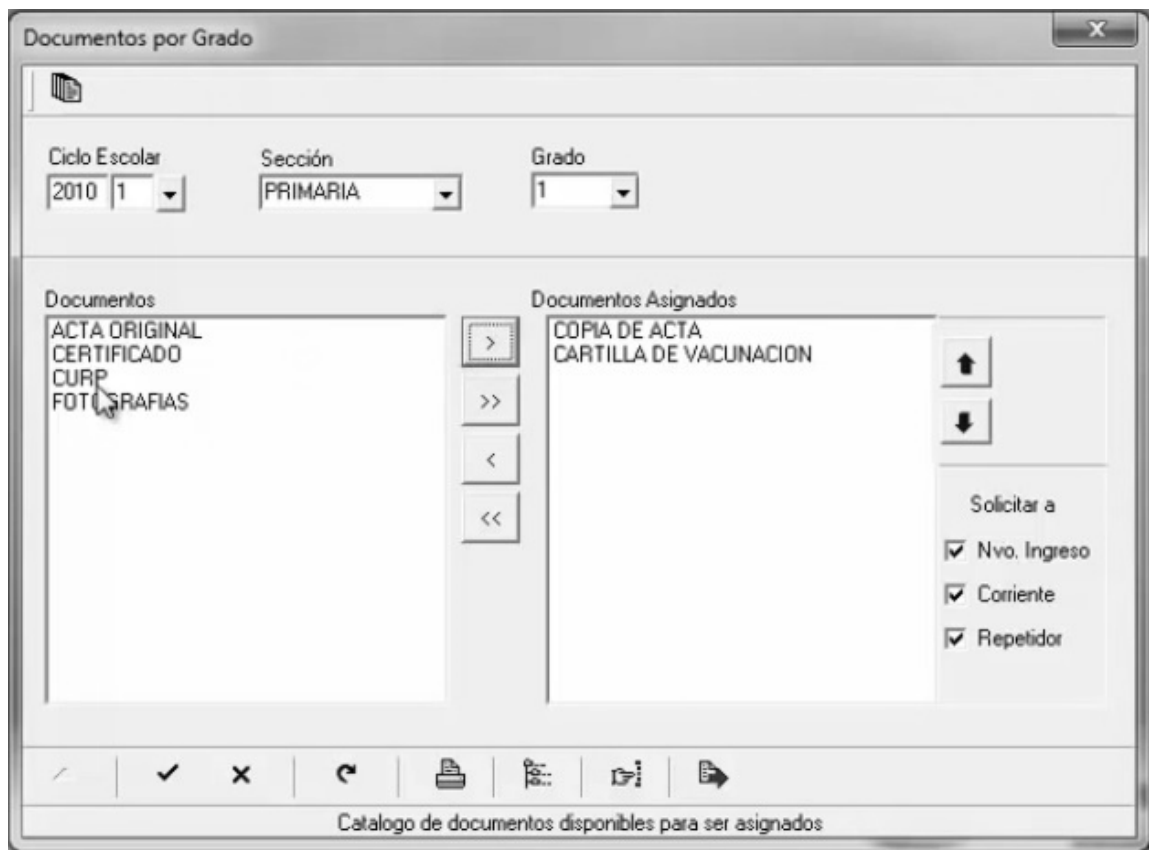 Documentos por Grado
Ciclo Escolar
Sección
Grado
2010 1
PRIMARIA
1
Documentos
ACTA ORIGINAL
CERTIFICADO
CURP
FOTOGRAFIAS
>
>>
<
<<
Documentos Asignados
COPIA DE ACTA
CARTILLA DE VACUNACION
Solicitar a
Nvo. Ingreso
Corriente
Repetidor
Catalogo de documentos disponibles para ser asignados